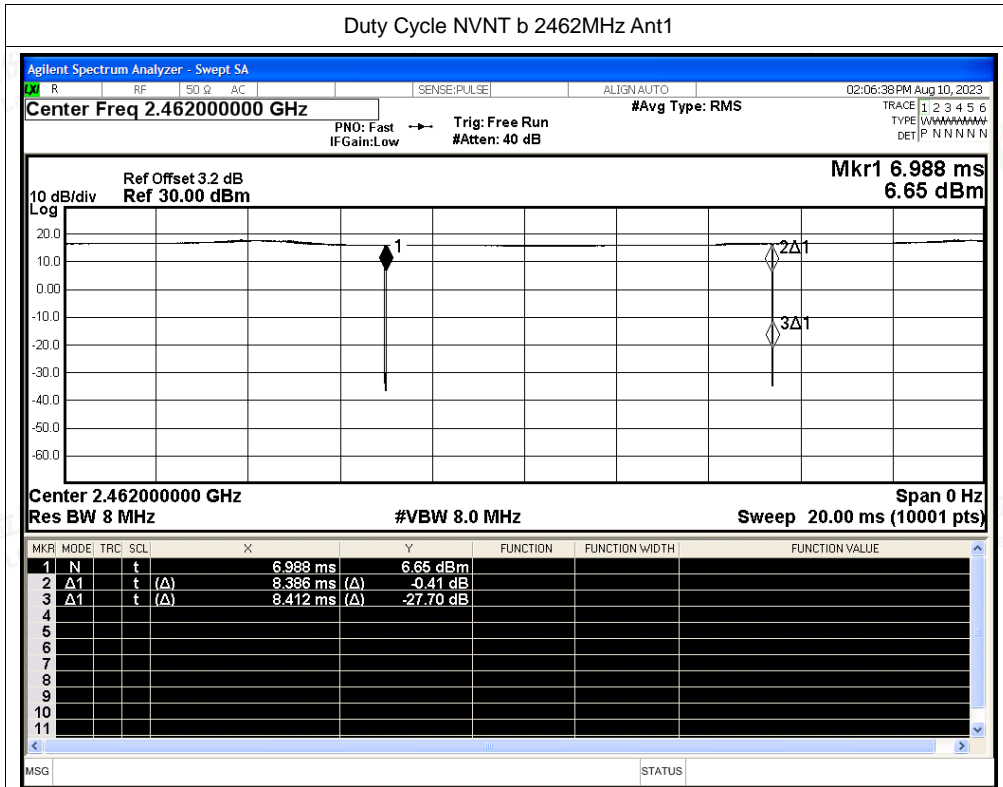 Duty Cycle NVNT b 2462MHz Ant1
Agilent Spectrum Analyzer - Swept SA
LXI R RF 50 Ω AC SENSE:PULSE ALIGN AUTO 02:06:38 PM Aug 10, 2023
Center Freq 2.462000000 GHz #Avg Type: RMS TRACE 1 2 3 4 5 6
PNO: Fast Trig: Free Run TYPE WWWWWW
IFGain:Low #Atten: 40 dB DET P N N N N N
Mkr1 6.988 ms
Ref Offset 3.2 dB
10 dB/div Ref 30.00 dBm 6.65 dBm
Log
20.0
10.0
0.00
-10.0
-20.0
-30.0
-40.0
-50.0
-60.0
1
2Δ1
3Δ1
Center 2.462000000 GHz Span 0 Hz
Res BW 8 MHz #VBW 8.0 MHz Sweep 20.00 ms (10001 pts)
MKR MODE TRC SCL X Y FUNCTION FUNCTION WIDTH FUNCTION VALUE
1 N t 6.988 ms 6.65 dBm
2 Δ1 t (Δ) 8.386 ms (Δ) -0.41 dB
3 Δ1 t (Δ) 8.412 ms (Δ) -27.70 dB
4
5
6
7
8
9
10
11
MSG STATUS